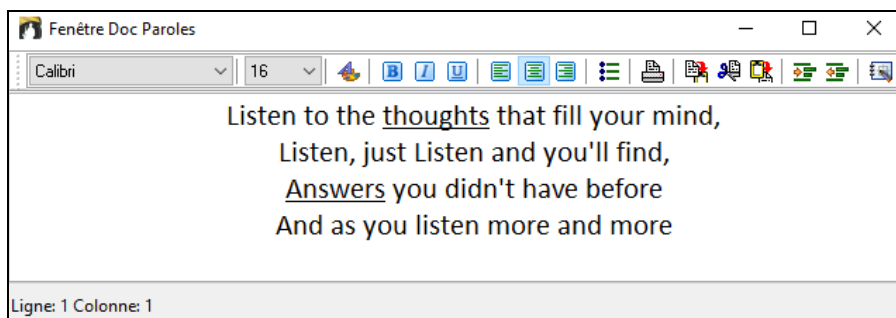 Fenêtre Doc Paroles
Calibri 16 B I U
Listen to the thoughts that fill your mind,
Listen, just Listen and you'll find,
Answers you didn't have before
And as you listen more and more
Ligne: 1 Colonne: 1